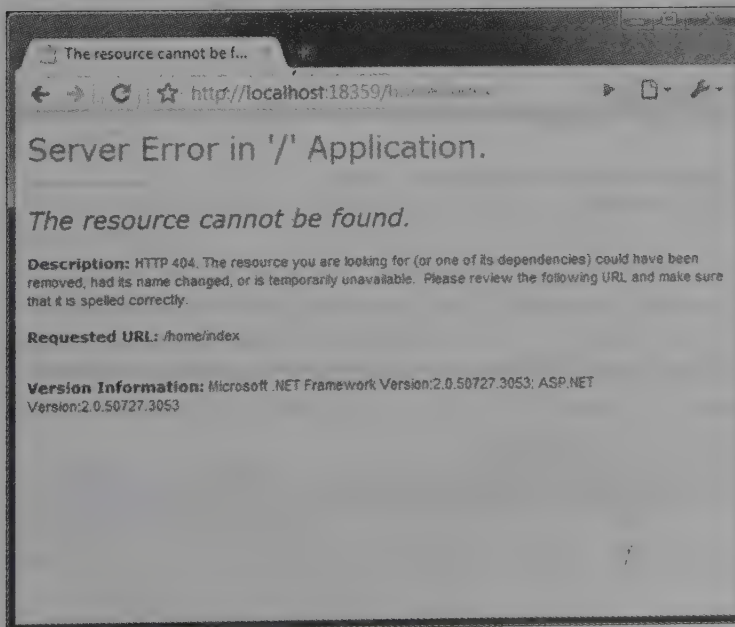 The resource cannot be f...
http://localhost:18359/
Server Error in '/' Application.
The resource cannot be found.
Description: HTTP 404. The resource you are looking for (or one of its dependencies) could have been
removed, had its name changed, or is temporarily unavailable. Please review the following URL and make sure
that it is spelled correctly.
Requested URL: /home/index
Version Information: Microsoft .NET Framework Version:2.0.50727.3053; ASP.NET
Version:2.0.50727.3053